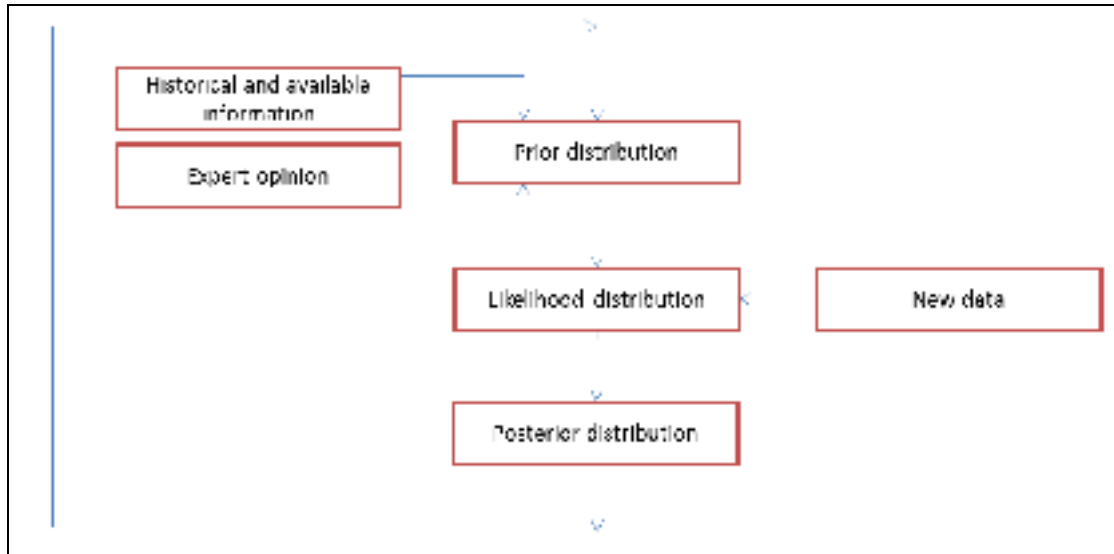 Historical and available
information
Prior distribution
Expert opinion
Likelihood distribution
New data
Posterior distribution